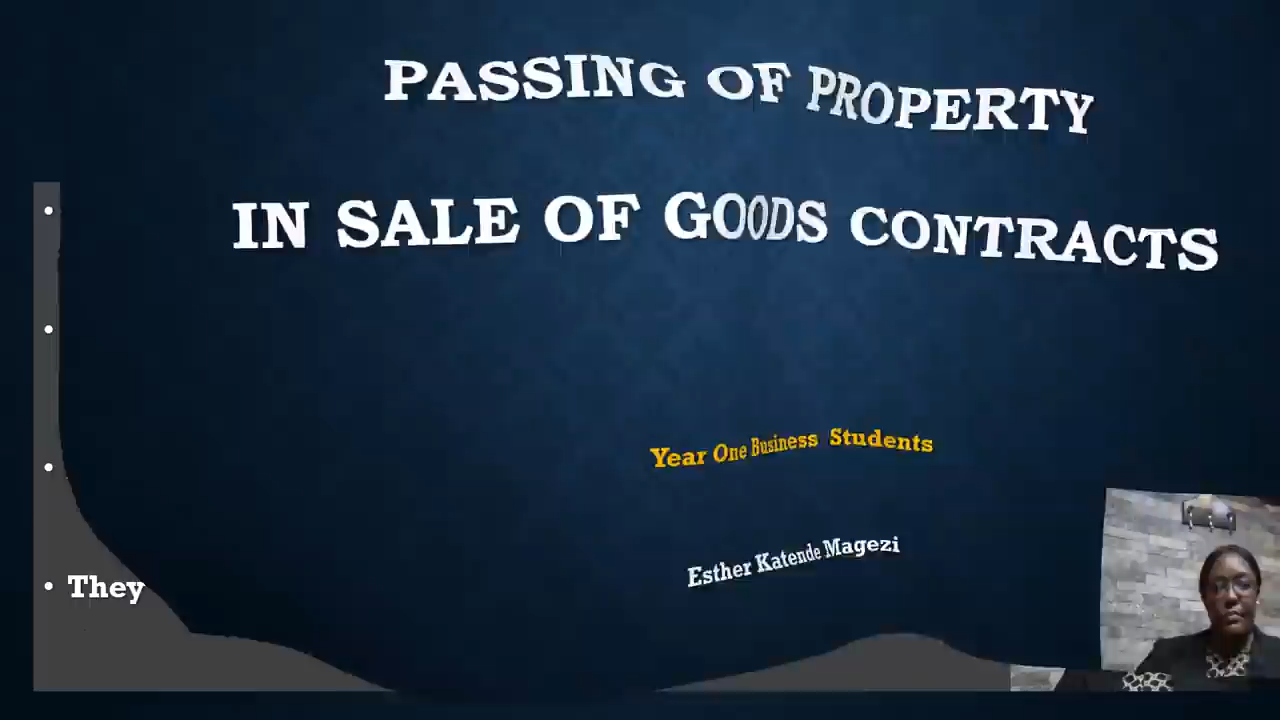 PASSING OF PROPERTY
IN SALE OF GOODS CONTRACTS
Year One Business Students
Esther Katende Magezi
• They